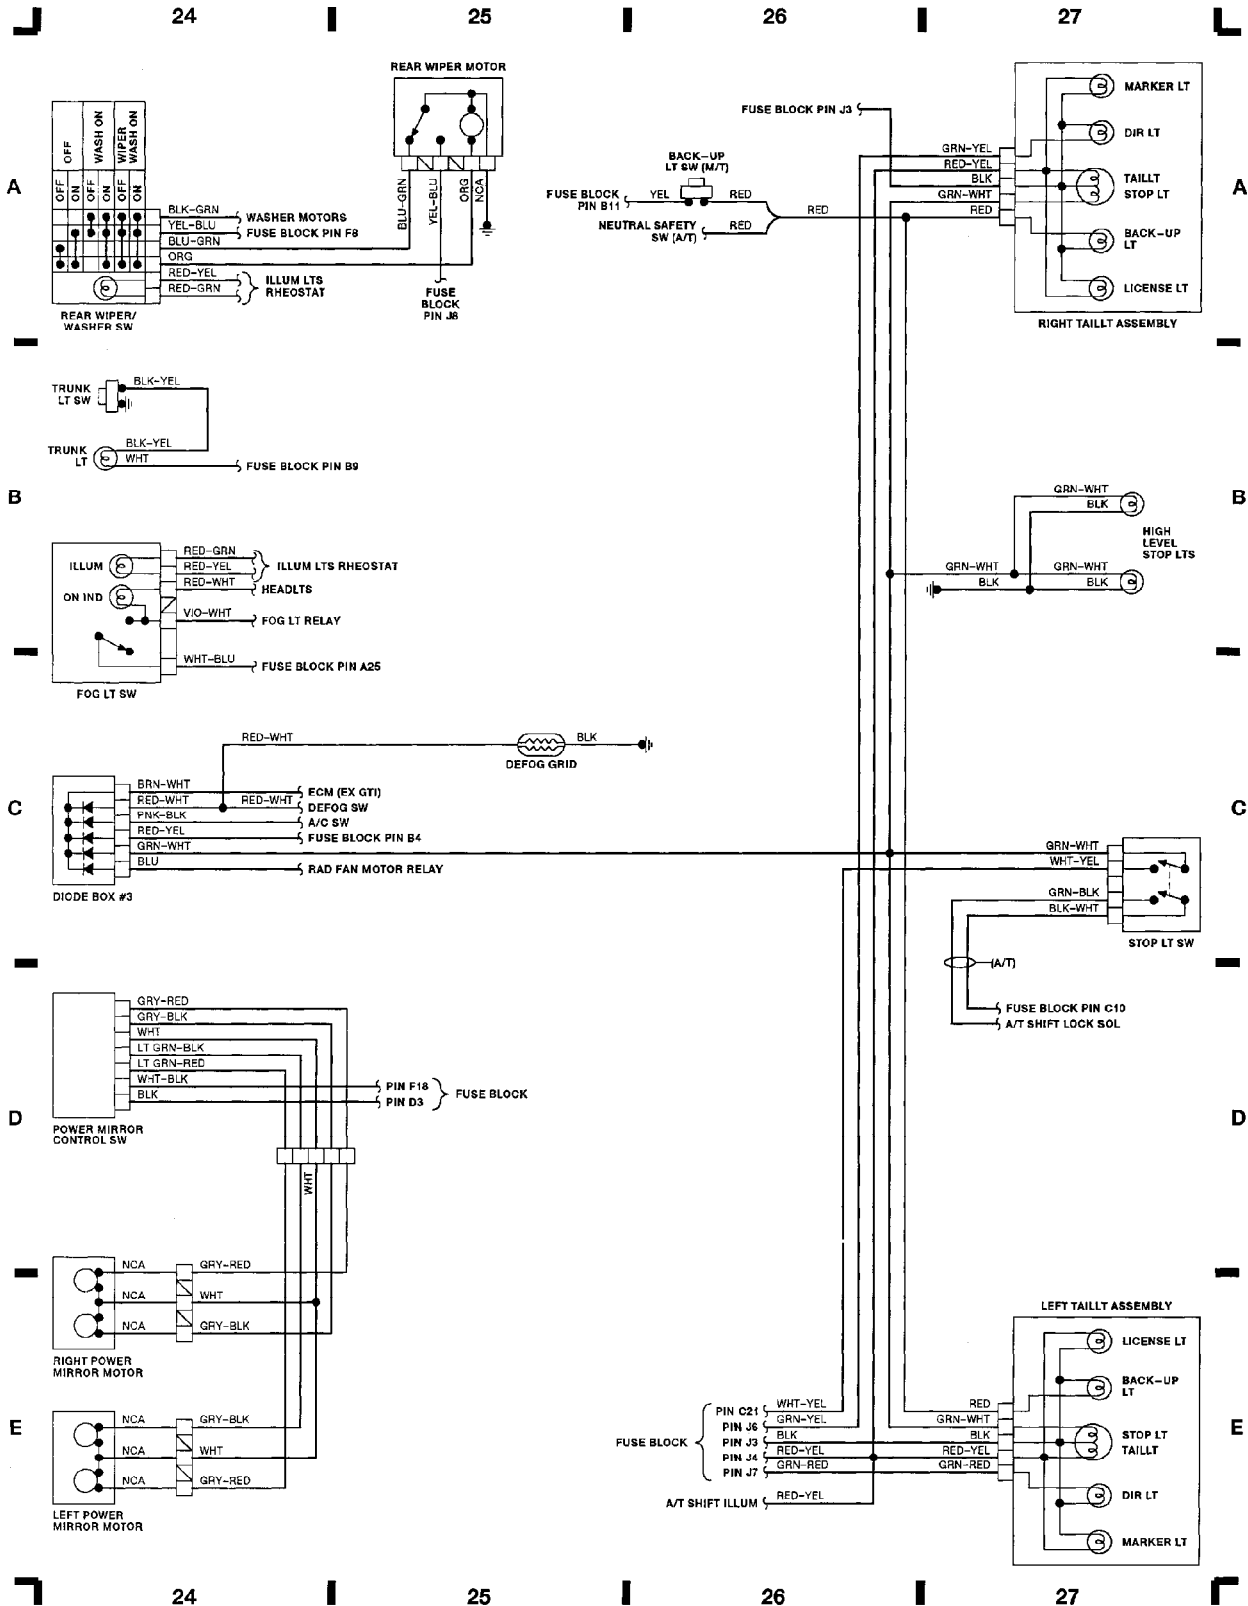 24 25 26 27
REAR WIPER MOTOR
BLU-GRN
YEL-BLU
ORG
NCA
FUSE
BLOCK
PIN J8
A
OFF
WASH ON
WIPER
WASH ON
OFF
ON
OFF
ON
OFF
ON
BLK-GRN
WASHER MOTORS
YEL-BLU
FUSE BLOCK PIN F8
BLU-GRN
ORG
RED-YEL
RED-GRN
ILLUM LTS
RHEOSTAT
REAR WIPER/
WASHER SW
FUSE BLOCK PIN J3
BACK-UP
LT SW (M/T)
FUSE BLOCK
PIN B11
YEL
RED
NEUTRAL SAFETY
SW (A/T)
RED
RED
GRN-YEL
RED-YEL
BLK
GRN-WHT
RED
MARKER LT
DIR LT
TAILLT
STOP LT
BACK-UP
LT
LICENSE LT
RIGHT TAILLT ASSEMBLY
A
TRUNK
LT SW
BLK-YEL
TRUNK
LT
BLK-YEL
WHT
FUSE BLOCK PIN B9
B
GRN-WHT
BLK
HIGH
LEVEL
STOP LTS
GRN-WHT
GRN-WHT
BLK
BLK
B
ILLUM
ON IND
RED-GRN
RED-YEL
ILLUM LTS RHEOSTAT
RED-WHT
HEADLTS
VIO-WHT
FOG LT RELAY
WHT-BLU
FUSE BLOCK PIN A25
FOG LT SW
RED-WHT
BLK
DEFOG GRID
C
BRN-WHT
ECM (EX GTI)
RED-WHT
RED-WHT
DEFOG SW
PNK-BLK
A/C SW
RED-YEL
FUSE BLOCK PIN B4
GRN-WHT
BLU
RAD FAN MOTOR RELAY
DIODE BOX #3
C
GRN-WHT
WHT-YEL
GRN-BLK
BLK-WHT
STOP LT SW
(A/T)
FUSE BLOCK PIN C10
A/T SHIFT LOCK SOL
D
GRY-RED
GRY-BLK
WHT
LT GRN-BLK
LT GRN-RED
WHT-BLK
PIN F18
BLK
PIN D3
FUSE BLOCK
POWER MIRROR
CONTROL SW
WHT
D
NCA
GRY-RED
NCA
WHT
NCA
GRY-BLK
RIGHT POWER
MIRROR MOTOR
E
NCA
GRY-BLK
NCA
WHT
NCA
GRY-RED
LEFT POWER
MIRROR MOTOR
FUSE BLOCK
PIN C21
WHT-YEL
PIN J6
GRN-YEL
PIN J3
BLK
PIN J4
RED-YEL
PIN J7
GRN-RED
A/T SHIFT ILLUM
RED-YEL
LEFT TAILLT ASSEMBLY
RED
GRN-WHT
BLK
RED-YEL
GRN-RED
LICENSE LT
BACK-UP
LT
STOP LT
TAILLT
DIR LT
MARKER LT
E
24 25 26 27